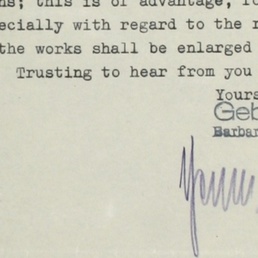 ns; this is of advantage, fo
ecially with regard to the r
the works shall be enlarged
Trusting to hear from you
Yours
Geb
Barbar